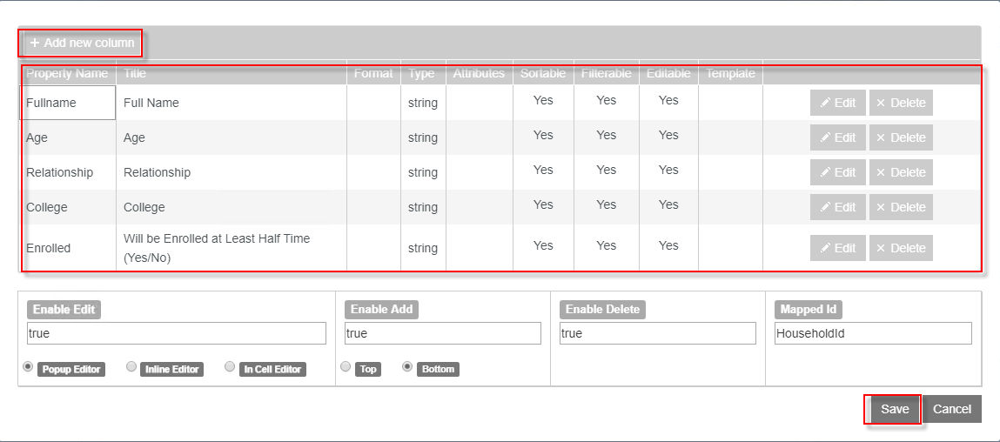 + Add new column
Property Name Title Format Type Attributes Sortable Filterable Editable Template
Fullname Full Name string Yes Yes Yes Edit × Delete
Age Age string Yes Yes Yes Edit × Delete
Relationship Relationship string Yes Yes Yes Edit × Delete
College College string Yes Yes Yes Edit × Delete
Enrolled Will be Enrolled at Least Half Time string Yes Yes Yes Edit × Delete
(Yes/No)
Enable Edit Enable Add Enable Delete Mapped Id
true true true HouseholdId
Popup Editor Inline Editor In Cell Editor Top Bottom
Save Cancel